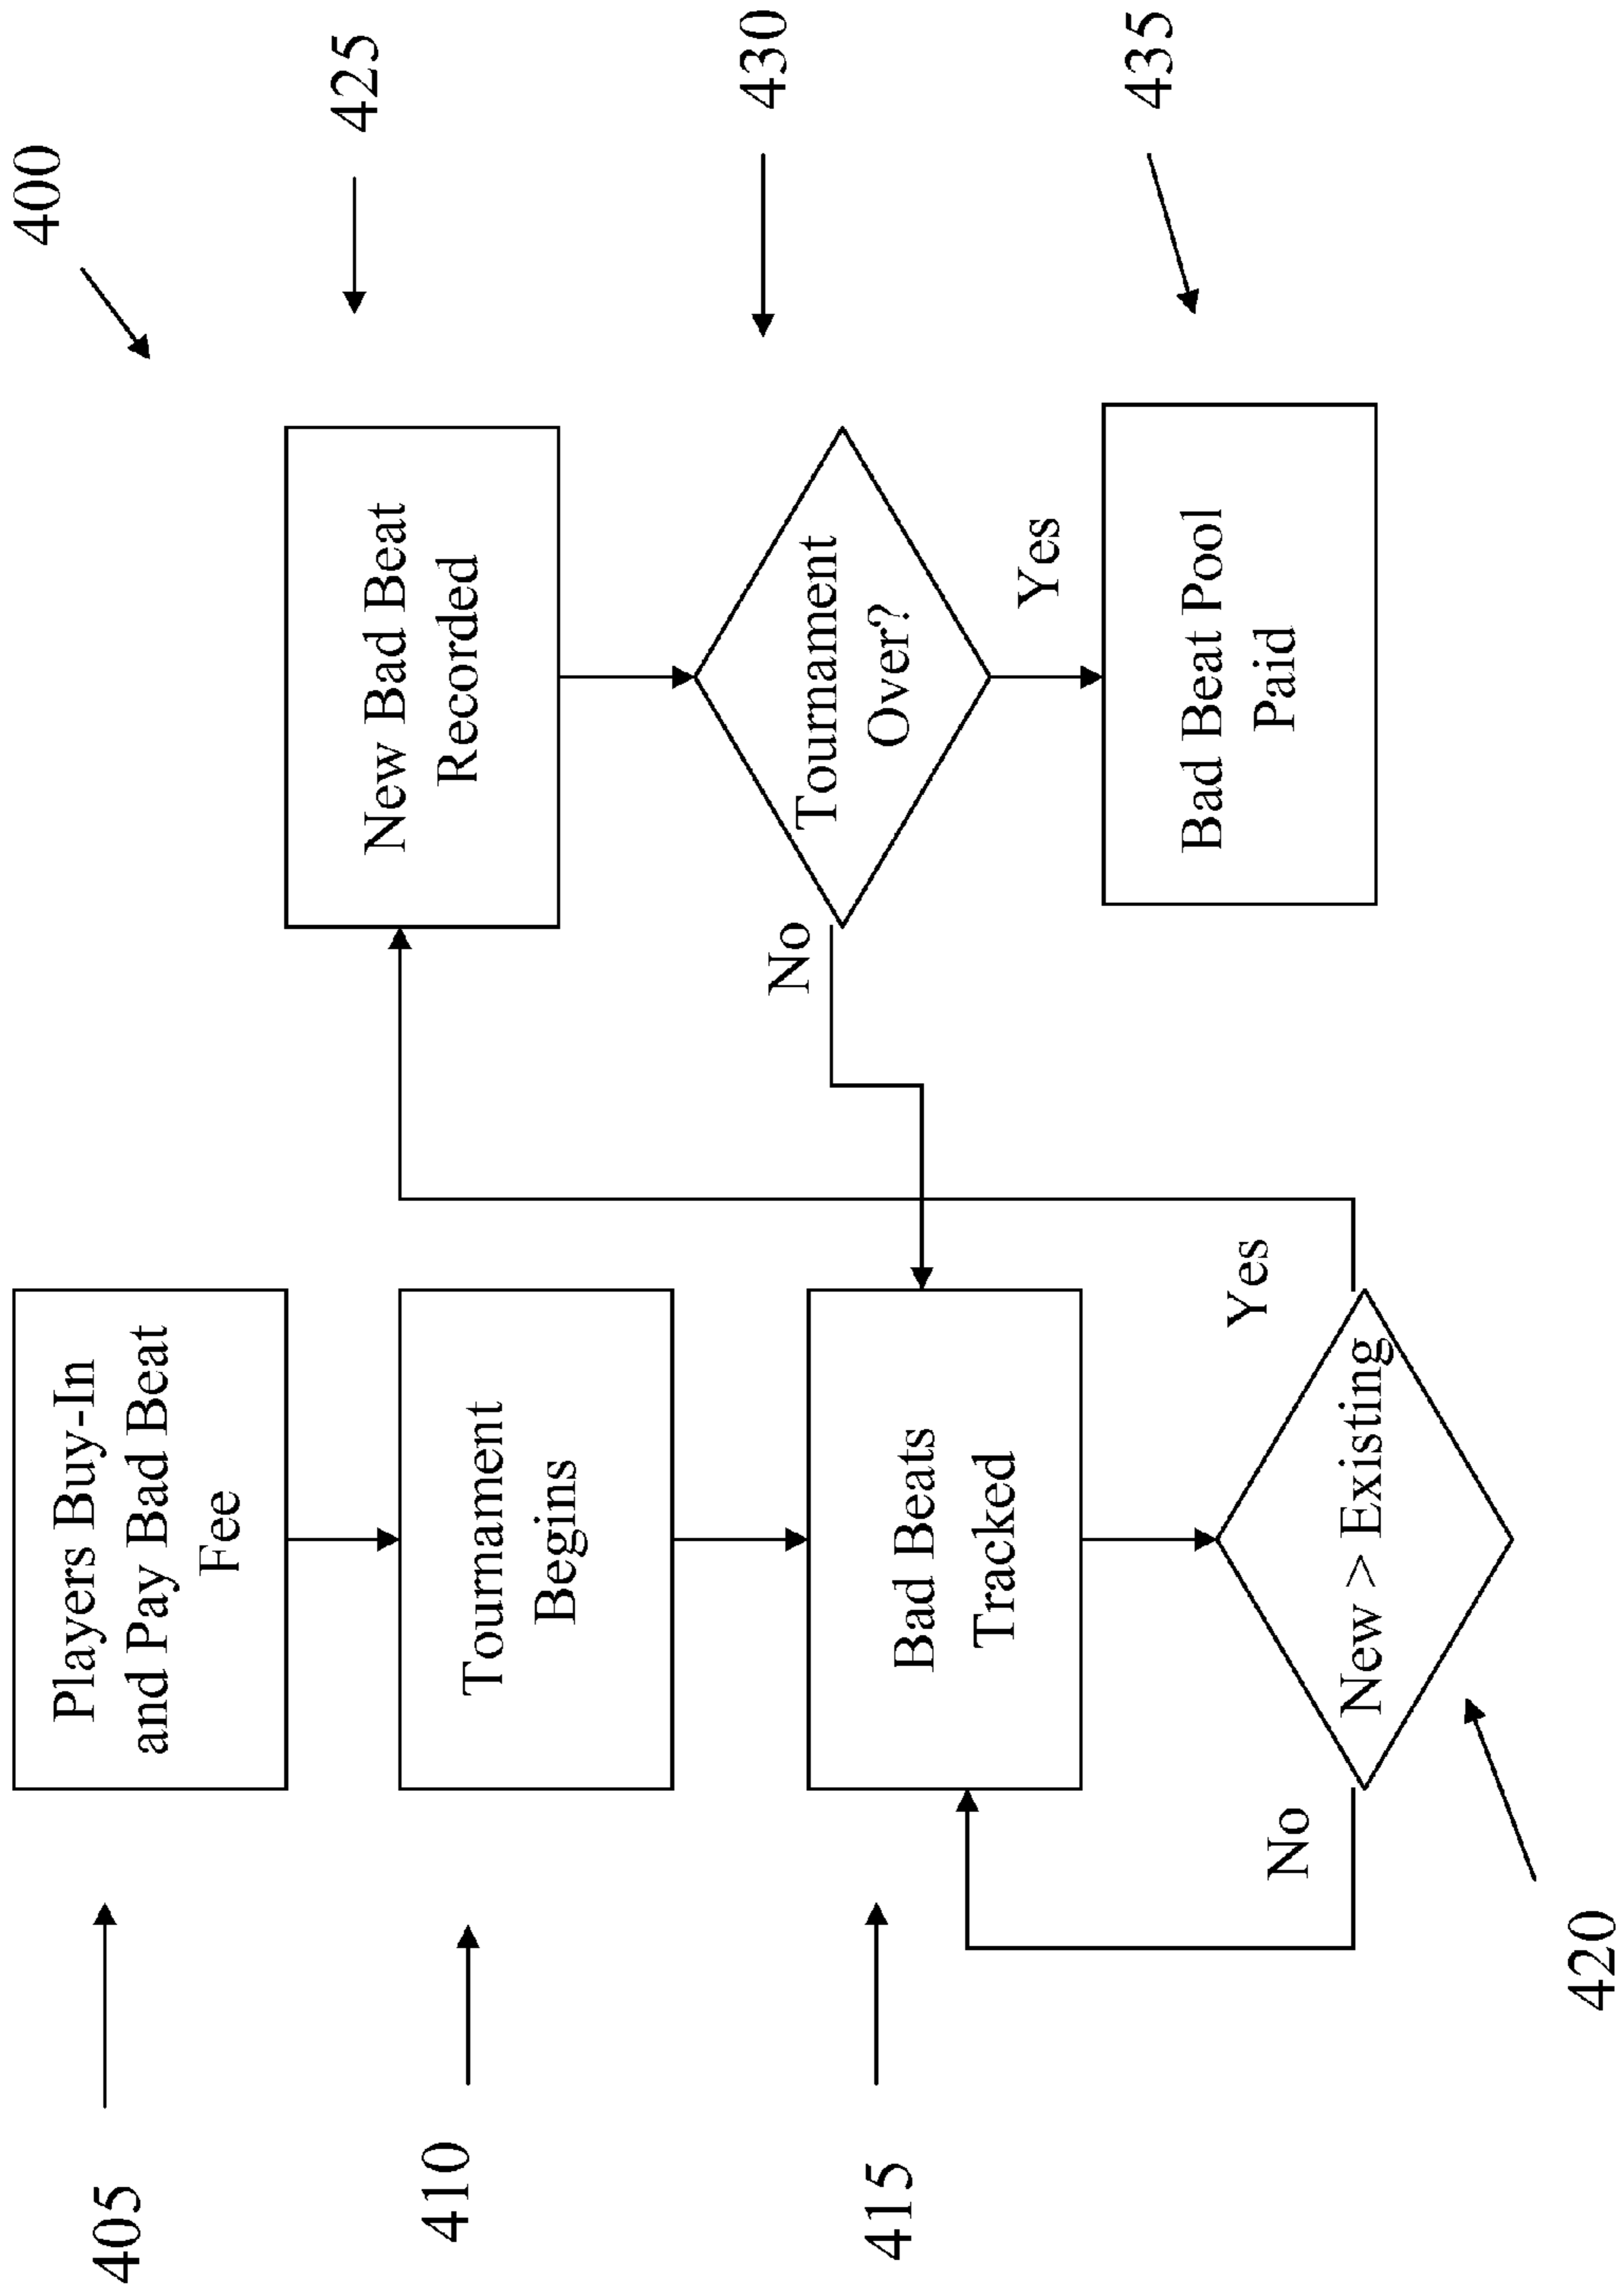 400
405
Players Buy-In
and Pay Bad Beat
Fee
410
Tournament
Begins
415
Bad Beats
Tracked
No
New > Existing
Yes
420
New Bad Beat
Recorded
425
No
Tournament
Over?
430
Yes
Bad Beat Pool
Paid
435